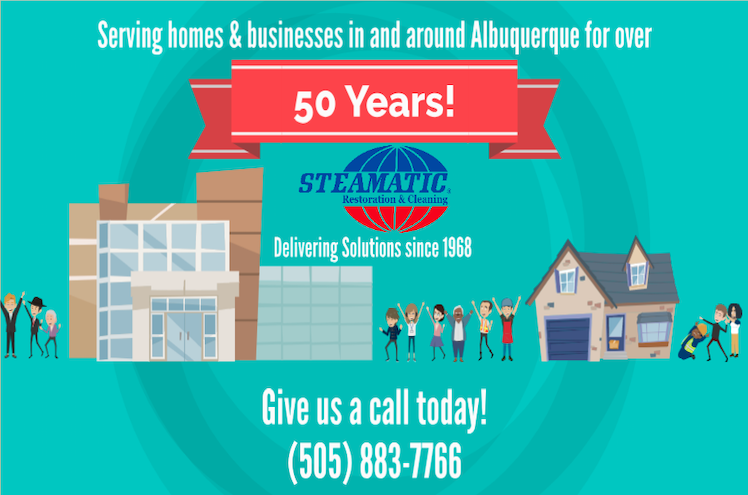 Serving homes & businesses in and around Albuquerque for over
50 Years!
STEAMATIC®
Restoration & Cleaning
Delivering Solutions since 1968
Give us a call today!
(505) 883-7766